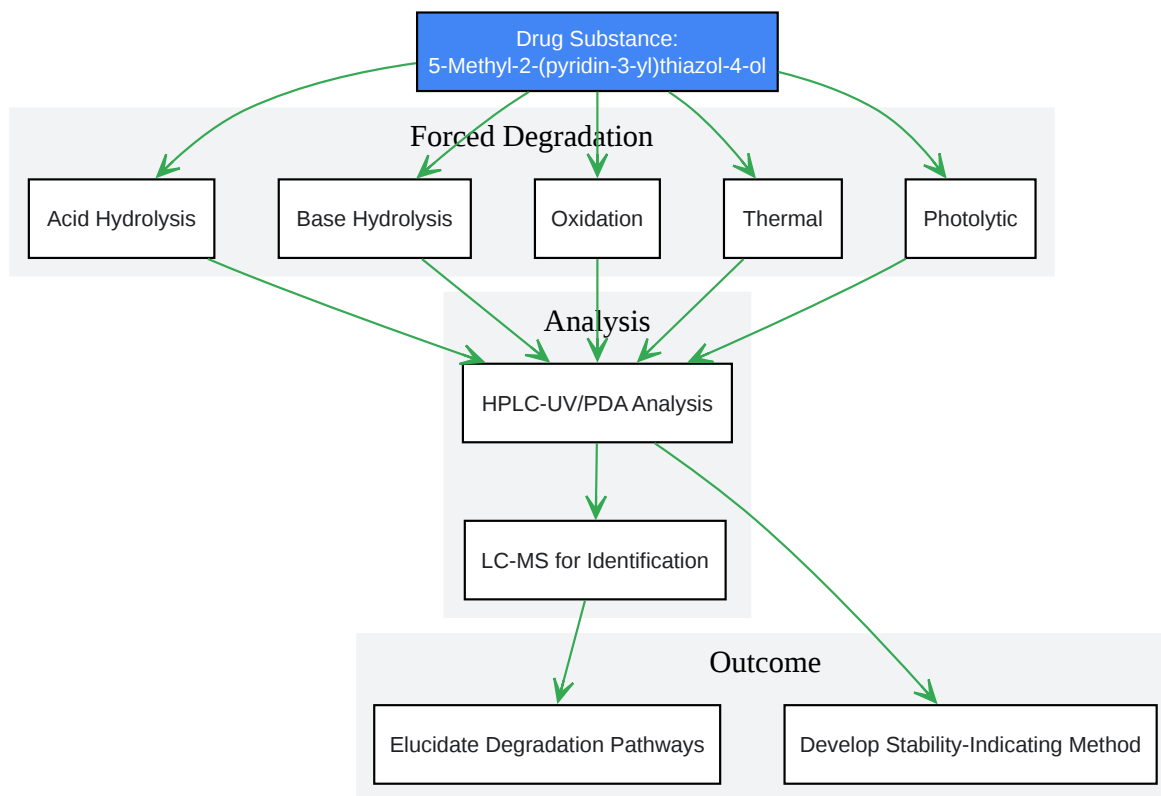 Drug Substance:
5-Methyl-2-(pyridin-3-yl)thiazol-4-ol
Forced Degradation
Acid Hydrolysis
Base Hydrolysis
Oxidation
Thermal
Photolytic
Analysis
HPLC-UV/PDA Analysis
LC-MS for Identification
Outcome
Elucidate Degradation Pathways
Develop Stability-Indicating Method